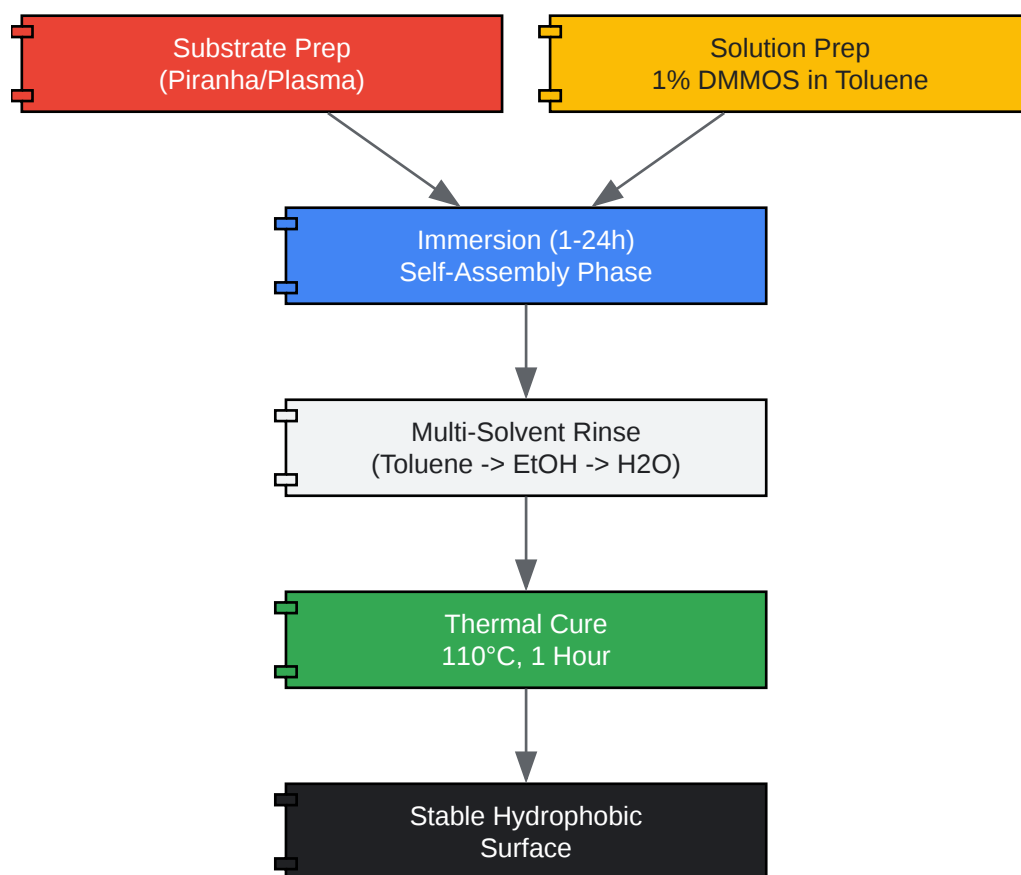 Substrate Prep
(Piranha/Plasma)
Solution Prep
1% DMMOS in Toluene
Immersion (1-24h)
Self-Assembly Phase
Multi-Solvent Rinse
(Toluene -> EtOH -> H2O)
Thermal Cure
110°C, 1 Hour
Stable Hydrophobic
Surface